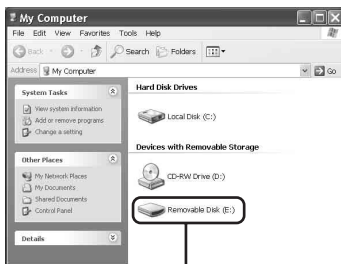 My Computer
File Edit View Favorites Tools Help
Back Search Folders
Address My Computer Go
System Tasks
View system information
Add or remove programs
Change a setting
Other Places
My Network Places
My Documents
Shared Documents
Control Panel
Details
Hard Disk Drives
Local Disk (C:)
Devices with Removable Storage
CD-RW Drive (D:)
Removable Disk (E:)